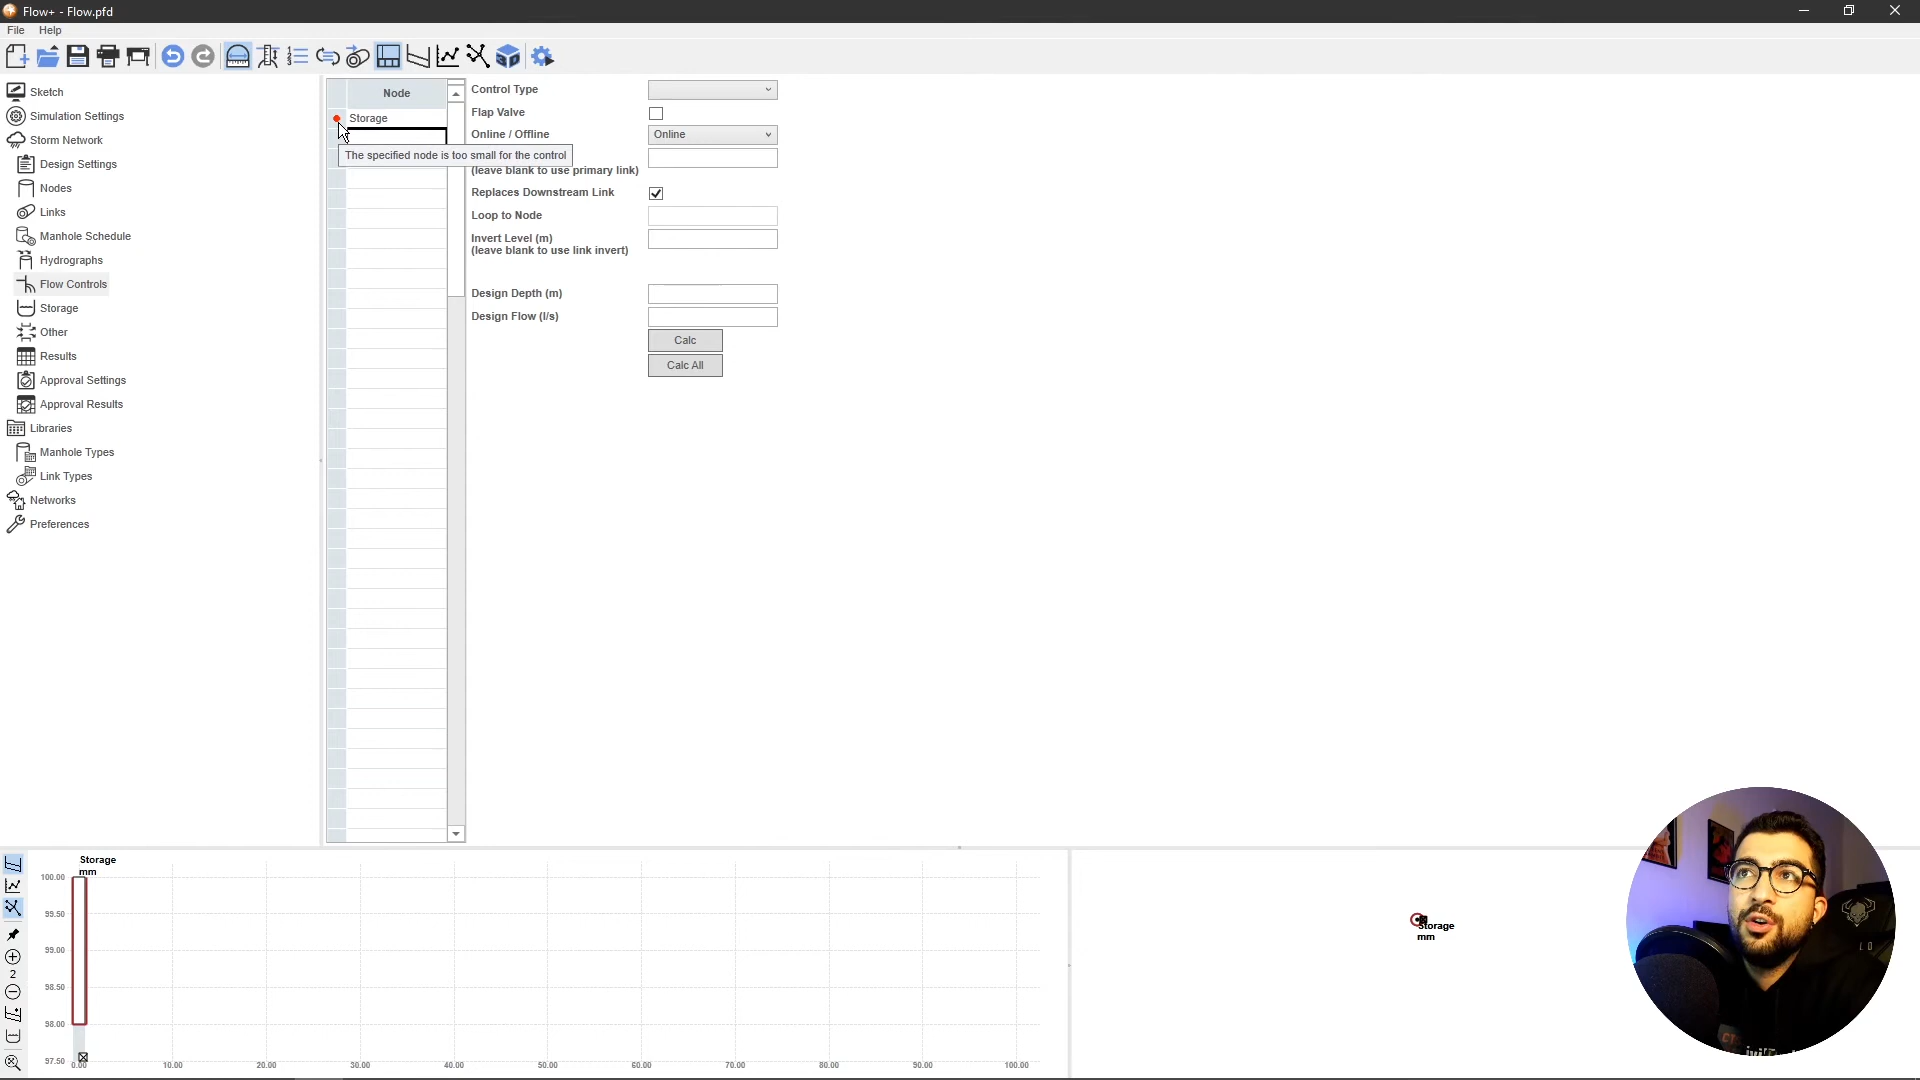 Flow+ - Flow.pfd
File
Help
Sketch
Simulation Settings
Storm Network
Design Settings
Nodes
Links
Manhole Schedule
Hydrographs
Flow Controls
Storage
Other
Results
Approval Settings
Approval Results
Libraries
Manhole Types
Link Types
Networks
Preferences
Node
Storage
The specified node is too small for the control
Control Type
Flap Valve
Online / Offline
Online
(leave blank to use primary link)
Replaces Downstream Link
Loop to Node
Invert Level (m)
(leave blank to use link invert)
Design Depth (m)
Design Flow (l/s)
Calc
Calc All
2
Storage
mm
100.00
99.50
99.00
98.50
98.00
97.50
0.00
10.00
20.00
30.00
40.00
50.00
60.00
70.00
80.00
90.00
100.00
Storage
mm